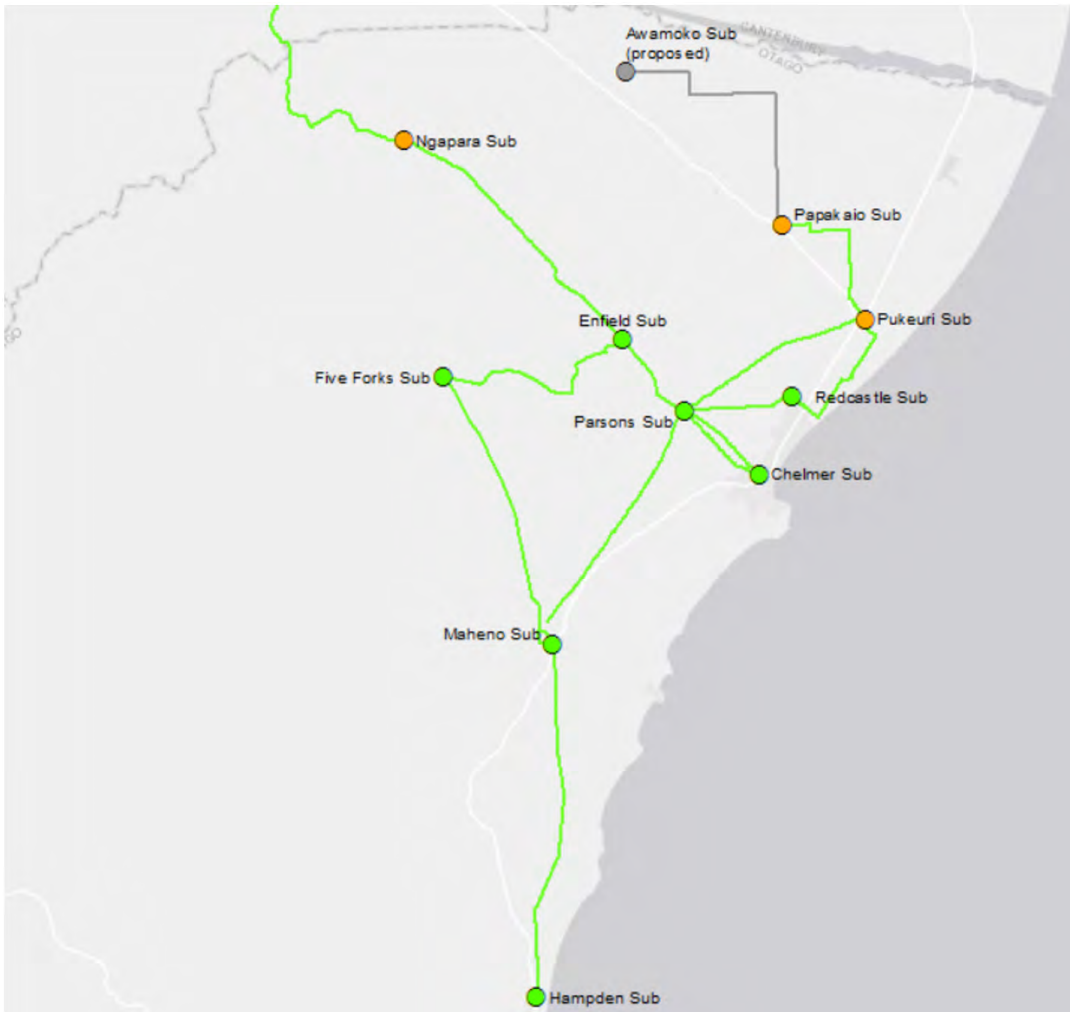 Awamoko Sub
(proposed)
CANTERBURY
OTAGO
Ngapara Sub
Papakaio Sub
Pukeuri Sub
Enfield Sub
Five Forks Sub
Redcastle Sub
Parsons Sub
Chelmer Sub
Maheno Sub
Hampden Sub